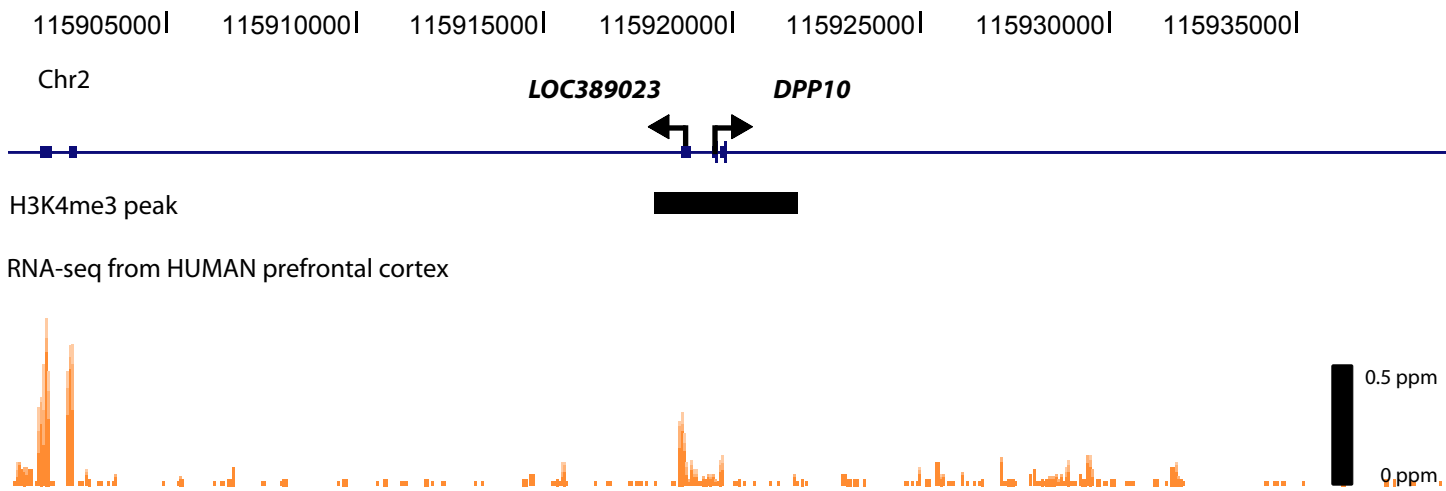 115905000 115910000 115915000 115920000 115925000 115930000 115935000
Chr2
LOC389023 DPP10
H3K4me3 peak
RNA-seq from HUMAN prefrontal cortex
0.5 ppm
0 ppm